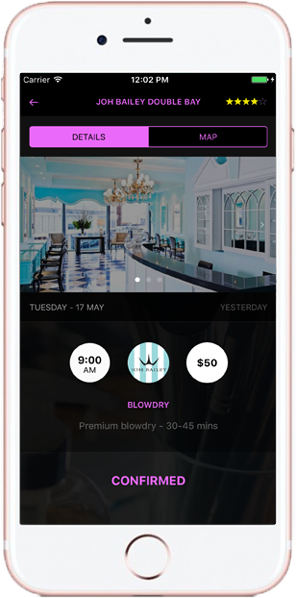 Carrier 12:02 PM
JOH BAILEY DOUBLE BAY
DETAILS MAP
TUESDAY - 17 MAY YESTERDAY
9:00 JOH BAILEY $50
AM
BLOWDRY
Premium blowdry - 30-45 mins
CONFIRMED